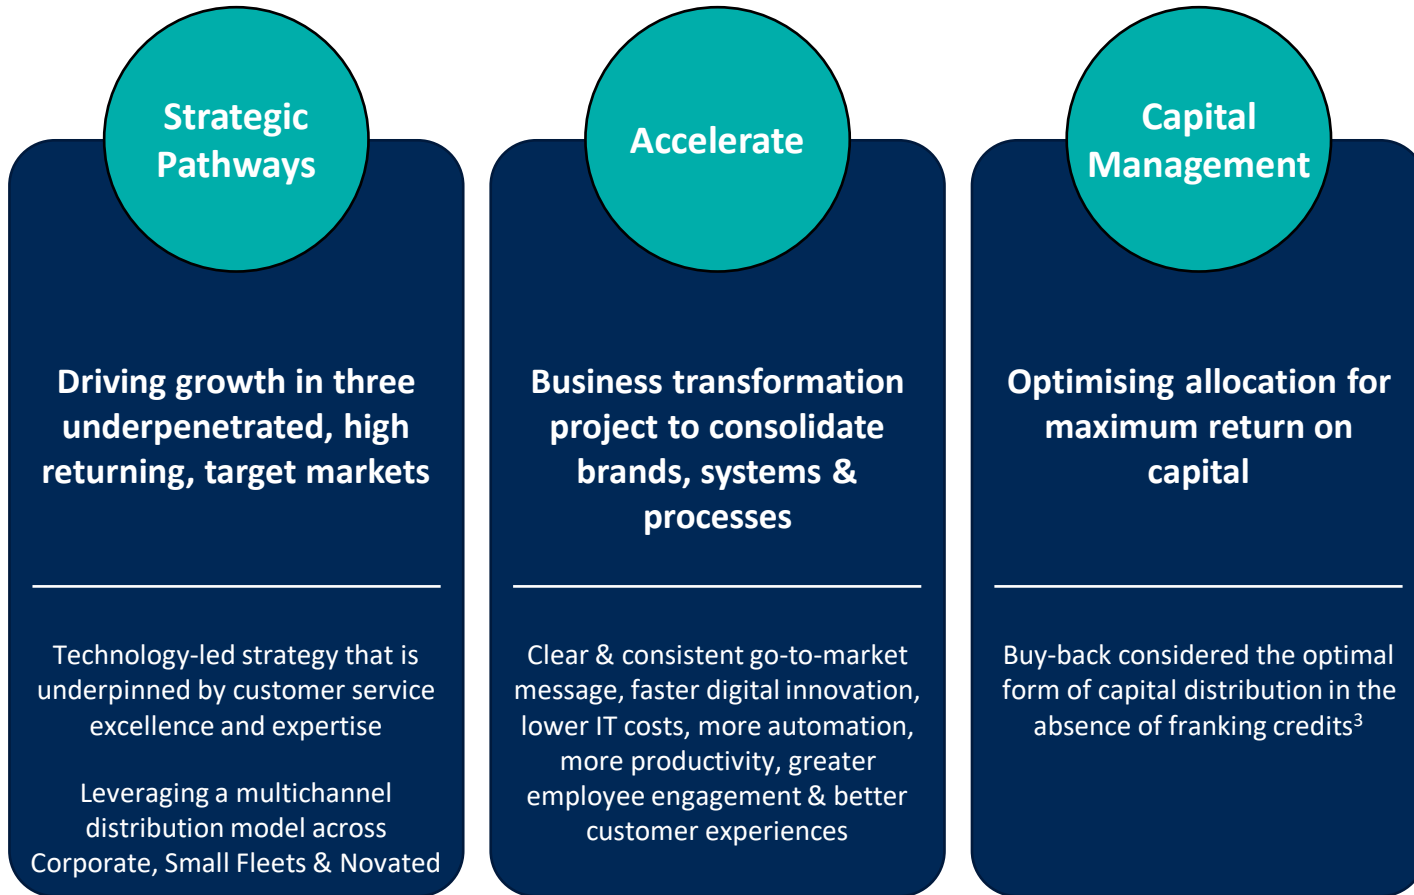 Strategic
Pathways
Driving growth in three
underpenetrated, high
returning, target markets
Technology-led strategy that is
underpinned by customer service
excellence and expertise
Leveraging a multichannel
distribution model across
Corporate, Small Fleets & Novated
Accelerate
Business transformation
project to consolidate
brands, systems &
processes
Clear & consistent go-to-market
message, faster digital innovation,
lower IT costs, more automation,
more productivity, greater
employee engagement & better
customer experiences
Capital
Management
Optimising allocation for
maximum return on
capital
Buy-back considered the optimal
form of capital distribution in the
absence of franking credits³